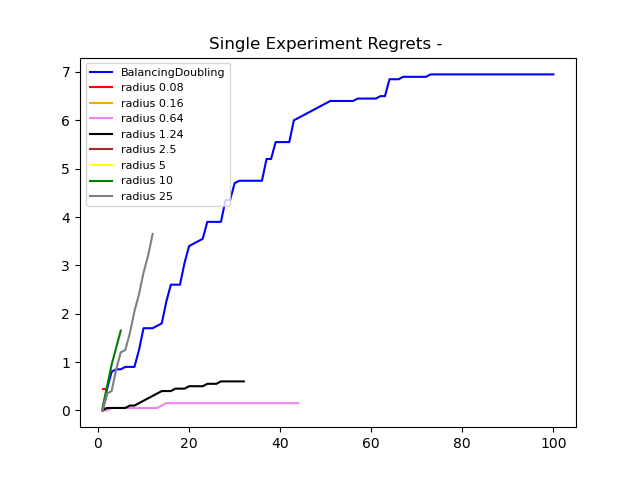 Single Experiment Regrets -
BalancingDoubling
radius 0.08
radius 0.16
radius 0.64
radius 1.24
radius 2.5
radius 5
radius 10
radius 25
7
6
5
4
3
2
1
0
0 20 40 60 80 100